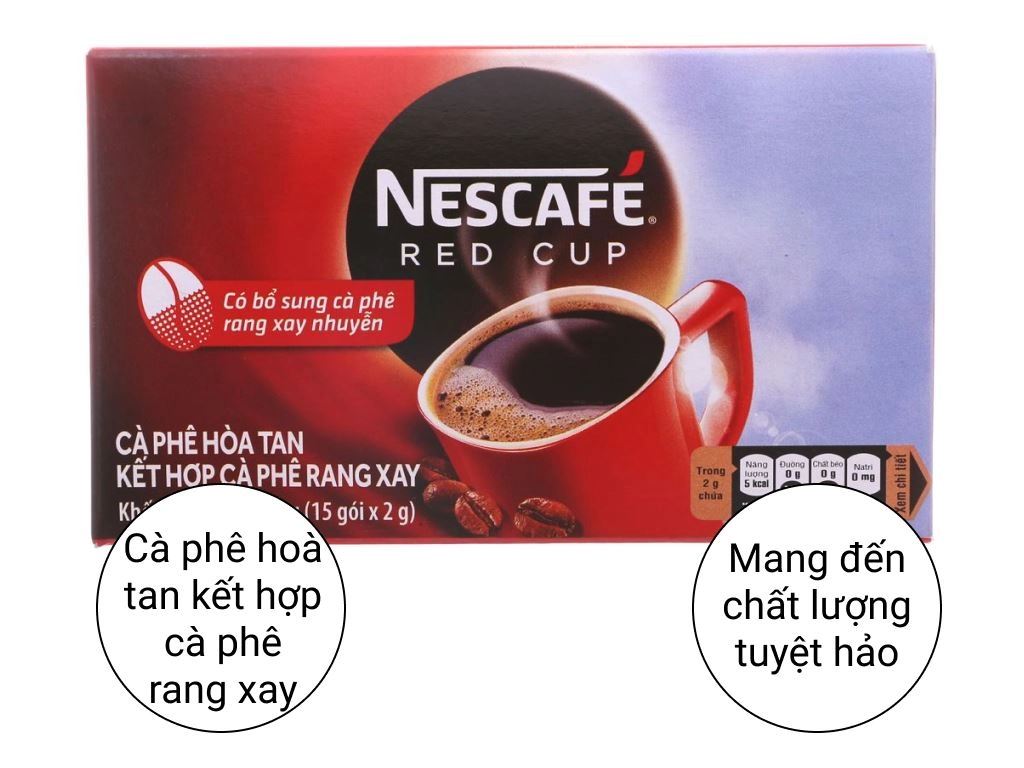 NESCAFÉ®
RED CUP
Có bổ sung cà phê
rang xay nhuyễn
CÀ PHÊ HÒA TAN
KẾT HỢP CÀ PHÊ RANG XAY
(15 gói x 2 g)
Trong
2 g
chứa
Năng
lượng
5 kcal
Đường
0 g
Chất béo
0 g
Natri
0 mg
Xem chi tiết
Cà phê hoà
tan kết hợp
cà phê
rang xay
Mang đến
chất lượng
tuyệt hảo